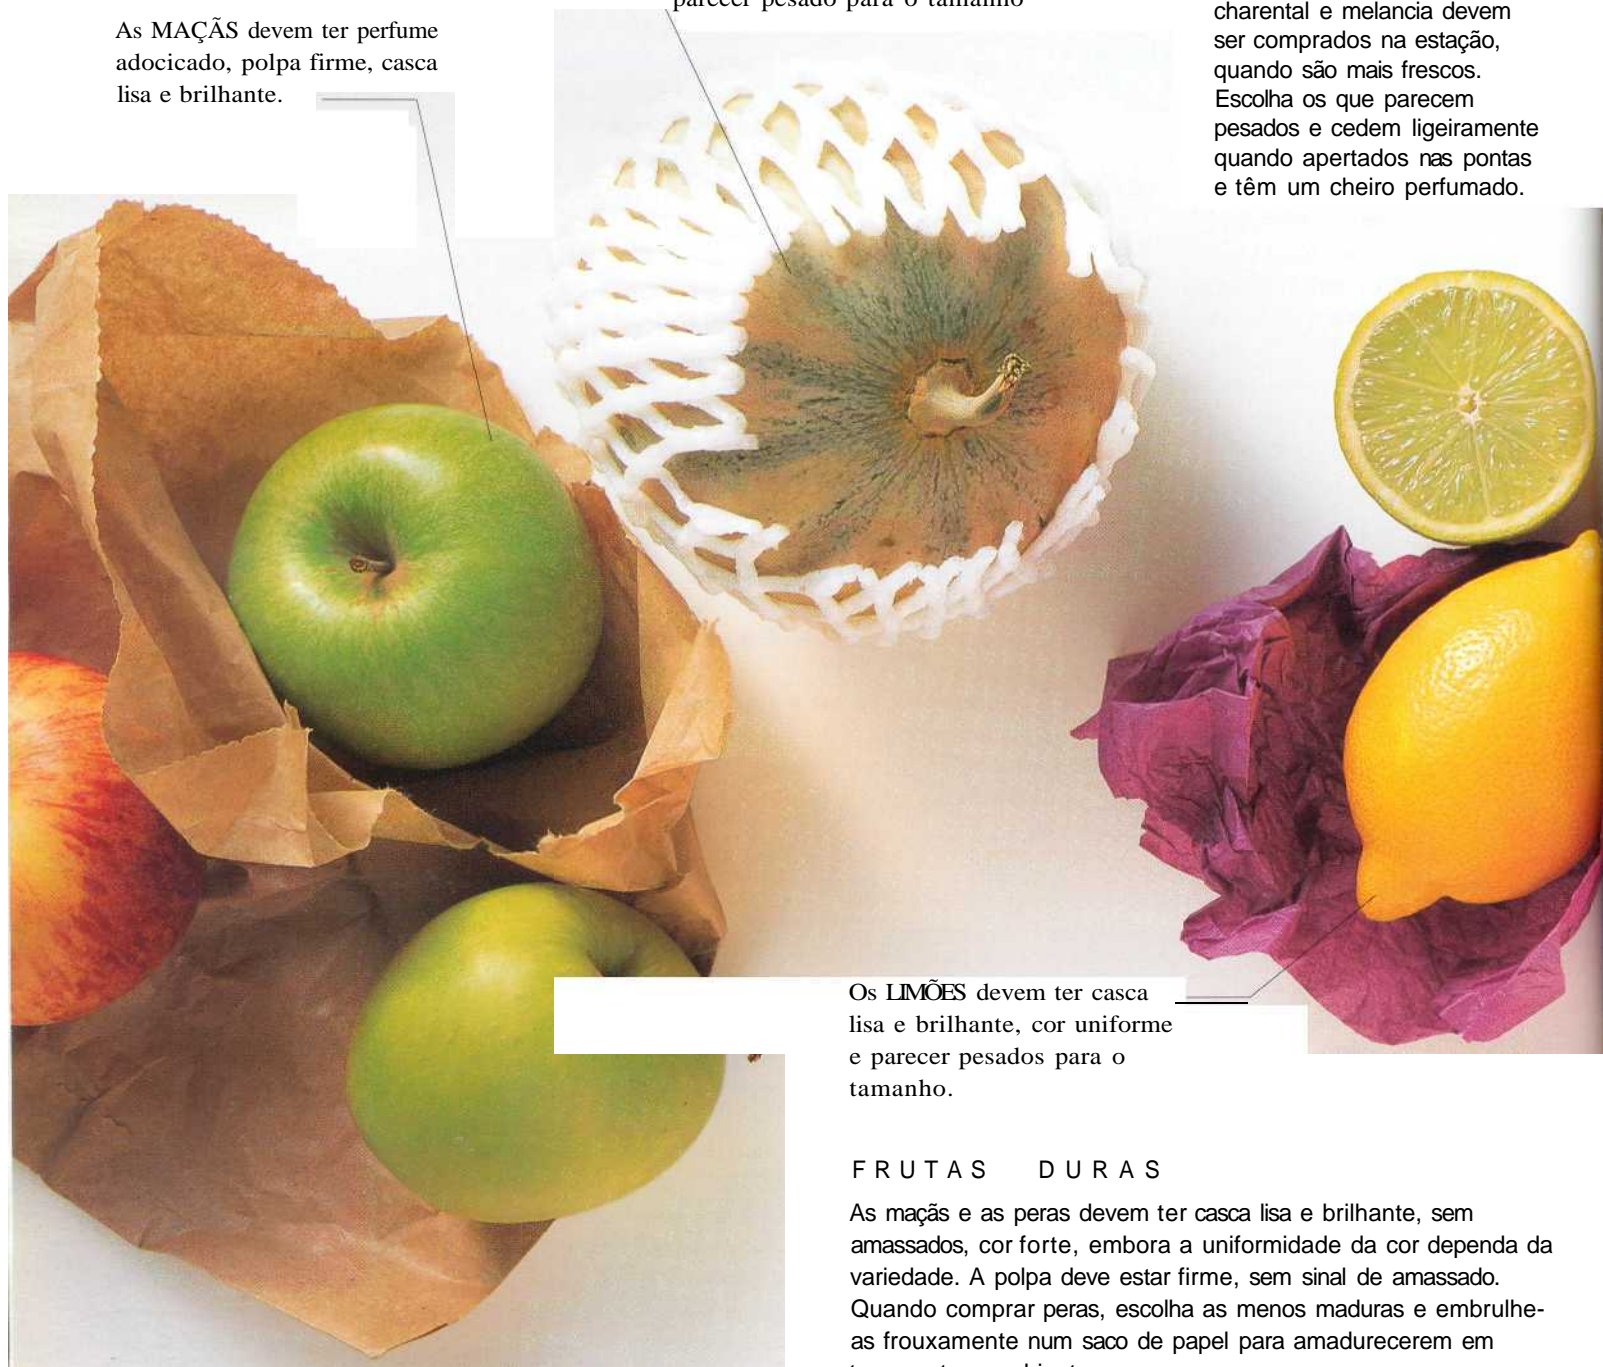 parecer pesado para o tamanho
As MAÇÃS devem ter perfume
adocicado, polpa firme, casca
lisa e brilhante.
charental e melancia devem
ser comprados na estação,
quando são mais frescos.
Escolha os que parecem
pesados e cedem ligeiramente
quando apertados nas pontas
e têm um cheiro perfumado.
Os LIMÕES devem ter casca
lisa e brilhante, cor uniforme
e parecer pesados para o
tamanho.
FRUTAS DURAS
As maçãs e as peras devem ter casca lisa e brilhante, sem
amassados, cor forte, embora a uniformidade da cor dependa da
variedade. A polpa deve estar firme, sem sinal de amassado.
Quando comprar peras, escolha as menos maduras e embrulhe-
as frouxamente num saco de papel para amadurecerem em